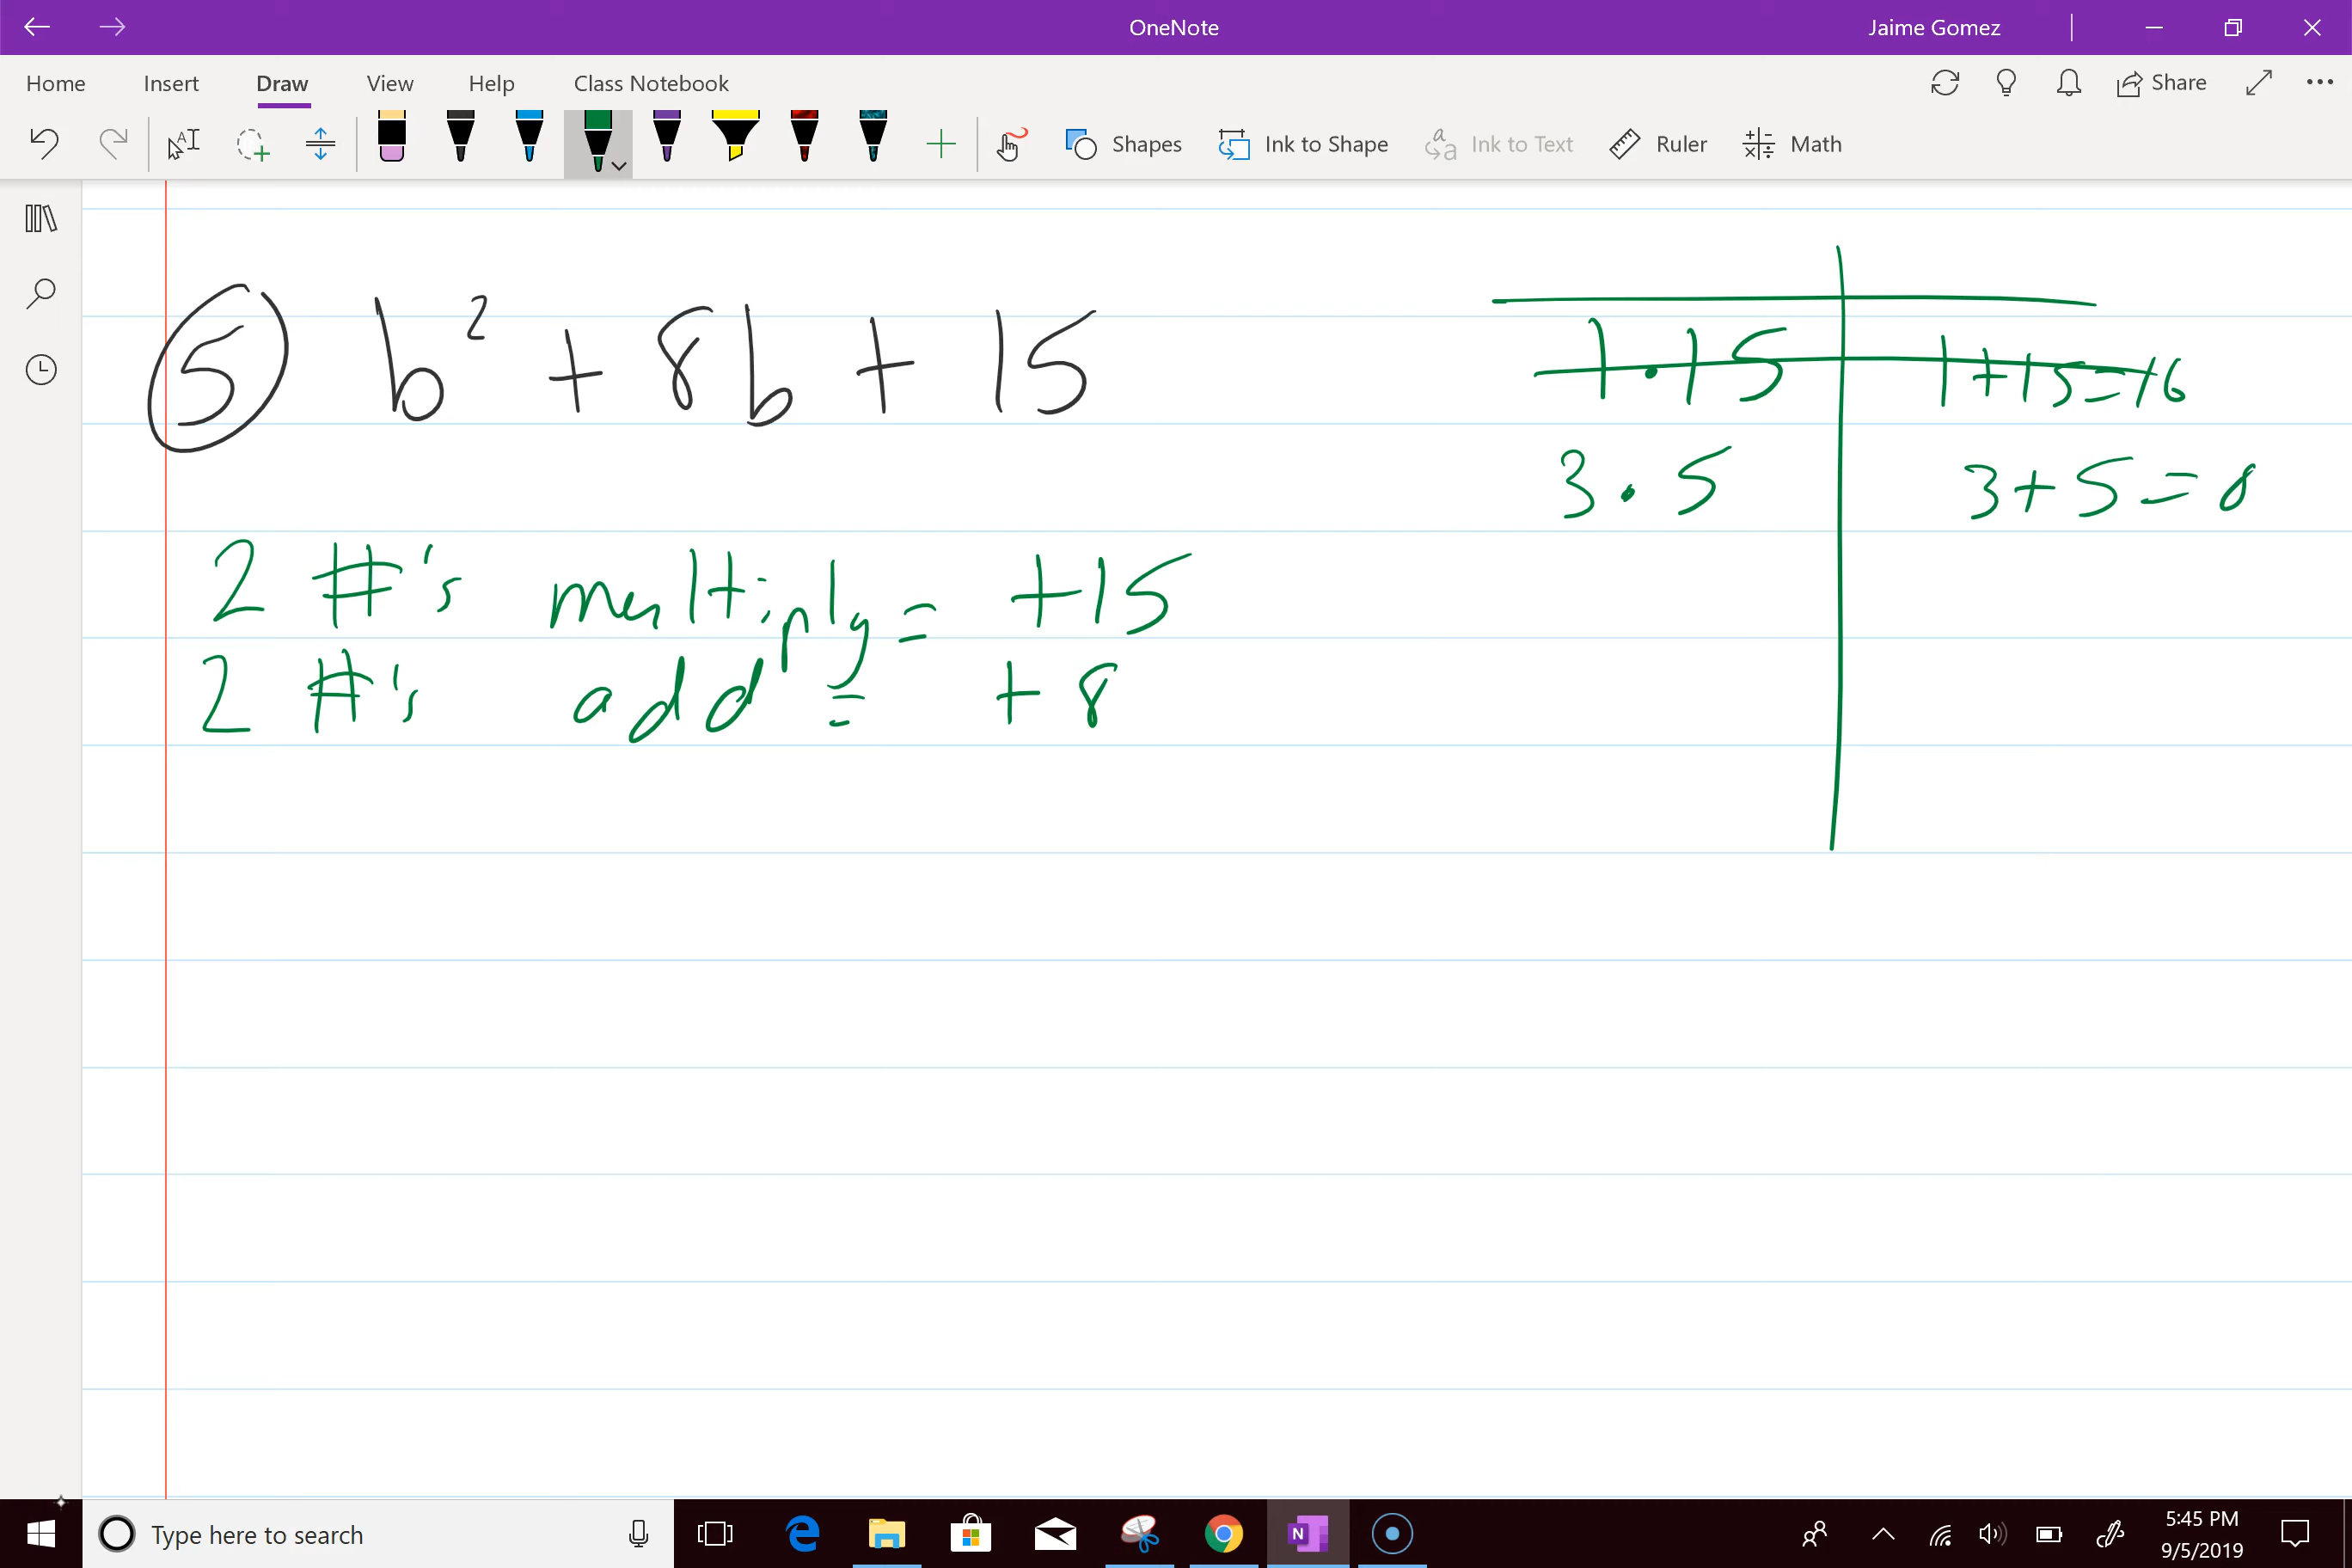 OneNote
Jaime Gomez
Home Insert Draw View Help Class Notebook Share
Shapes Ink to Shape Ink to Text Ruler Math
5 b² + 8b + 15
1 · 15 1+15=16
3 · 5 3+5=8
2 #'s multiply = +15
2 #'s add = +8
Type here to search
5:45 PM
9/5/2019